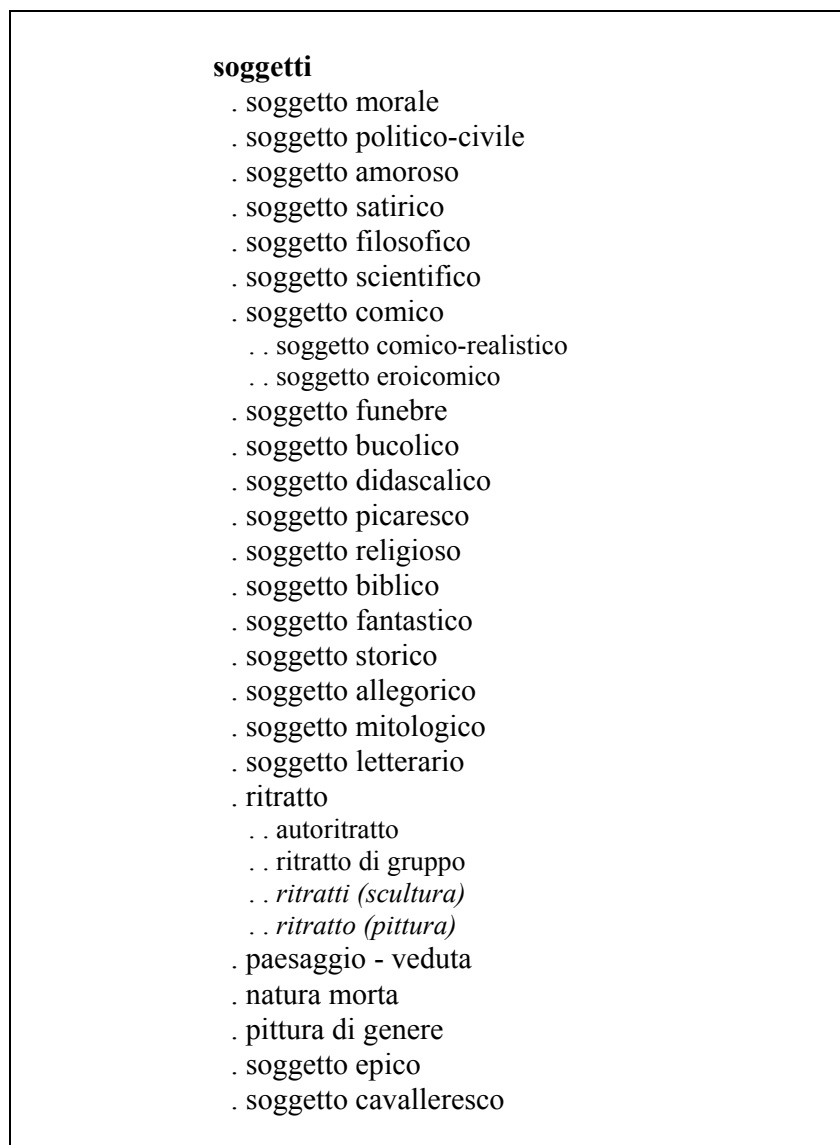 soggetti
. soggetto morale
. soggetto politico-civile
. soggetto amoroso
. soggetto satirico
. soggetto filosofico
. soggetto scientifico
. soggetto comico
. . soggetto comico-realistico
. . soggetto eroicomico
. soggetto funebre
. soggetto bucolico
. soggetto didascalico
. soggetto picaresco
. soggetto religioso
. soggetto biblico
. soggetto fantastico
. soggetto storico
. soggetto allegorico
. soggetto mitologico
. soggetto letterario
. ritratto
. . autoritratto
. . ritratto di gruppo
. . ritratti (scultura)
. . ritratto (pittura)
. paesaggio - veduta
. natura morta
. pittura di genere
. soggetto epico
. soggetto cavalleresco